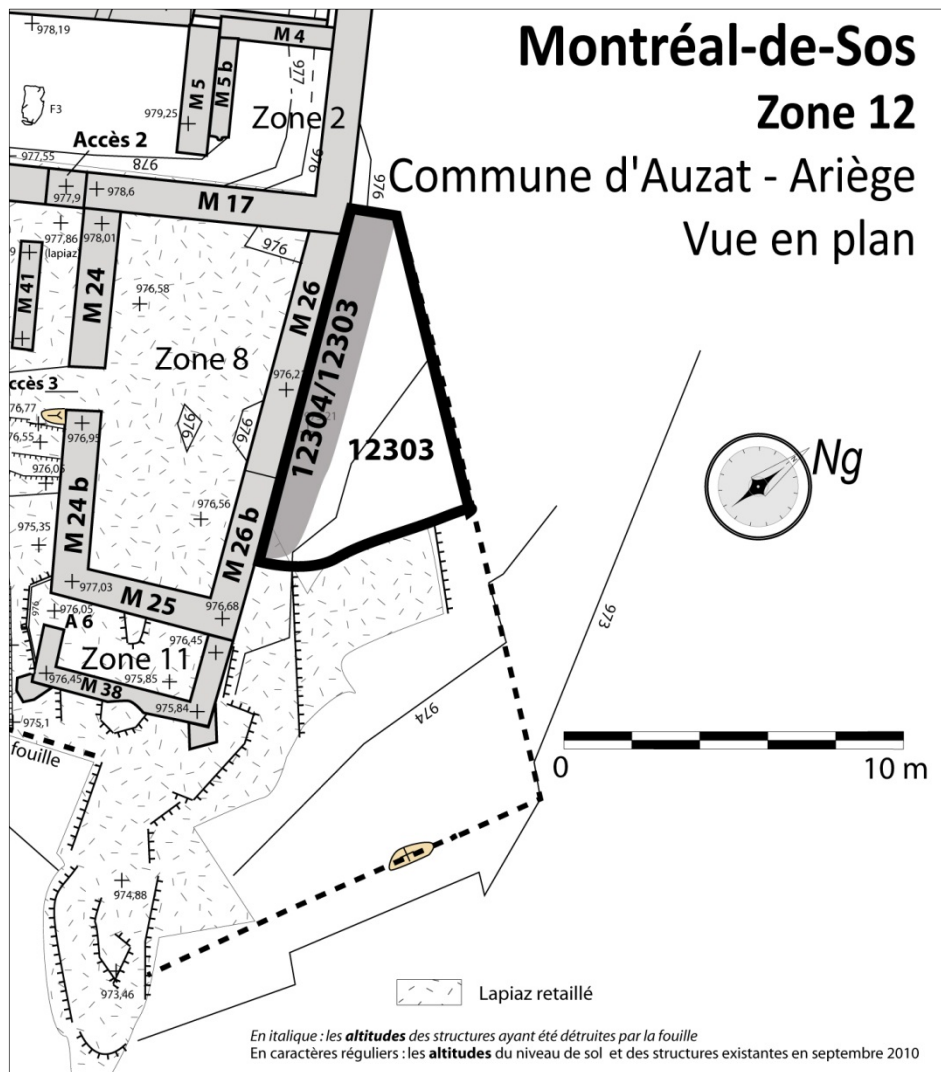 Montréal-de-Sos
Zone 12
Commune d'Auzat - Ariège
Vue en plan
978,19
M 4
M 5
M 5 b
977
F3
979,25
Zone 2
Accès 2
976
977,55
978
976
977,9
978,6
M 17
977,86
(lapiaz)
978,01
976
M 41
M 24
976,58
M 26
Zone 8
12304/12303
ccès 3
976,77
976,95
976
976
12303
Ng
976,55
976,05
976,56
M 24 b
M 26 b
975,35
977,03
M 25
976,68
976
976,05
A 6
976,45
973
Zone 11
976,45
975,85
M 38
975,84
974
975,1
fouille
0
10 m
974,88
973,46
Lapiaz retaillé
En italique : les altitudes des structures ayant été détruites par la fouille
En caractères réguliers : les altitudes du niveau de sol et des structures existantes en septembre 2010